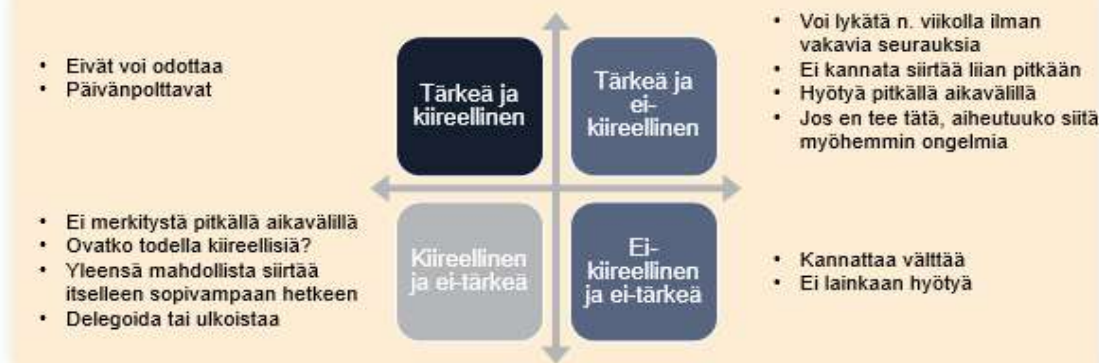 • Eivät voi odottaa
• Päivänpolttavat
Tärkeä ja
kiireellinen
Tärkeä ja
ei-
kiireellinen
• Voi lykätä n. viikolla ilman
vakavia seurauksia
• Ei kannata siirtää liian pitkään
• Hyötyä pitkällä aikavälillä
• Jos en tee tätä, aiheutuuko siitä
myöhemmin ongelmia
• Ei merkitystä pitkällä aikavälillä
• Ovatko todella kiireellisiä?
• Yleensä mahdollista siirtää
itselleen sopivampaan hetkeen
• Delegoida tai ulkoistaa
Kiireellinen
ja ei-tärkeä
Ei-
kiireellinen
ja ei-tärkeä
• Kannattaa välttää
• Ei lainkaan hyötyä